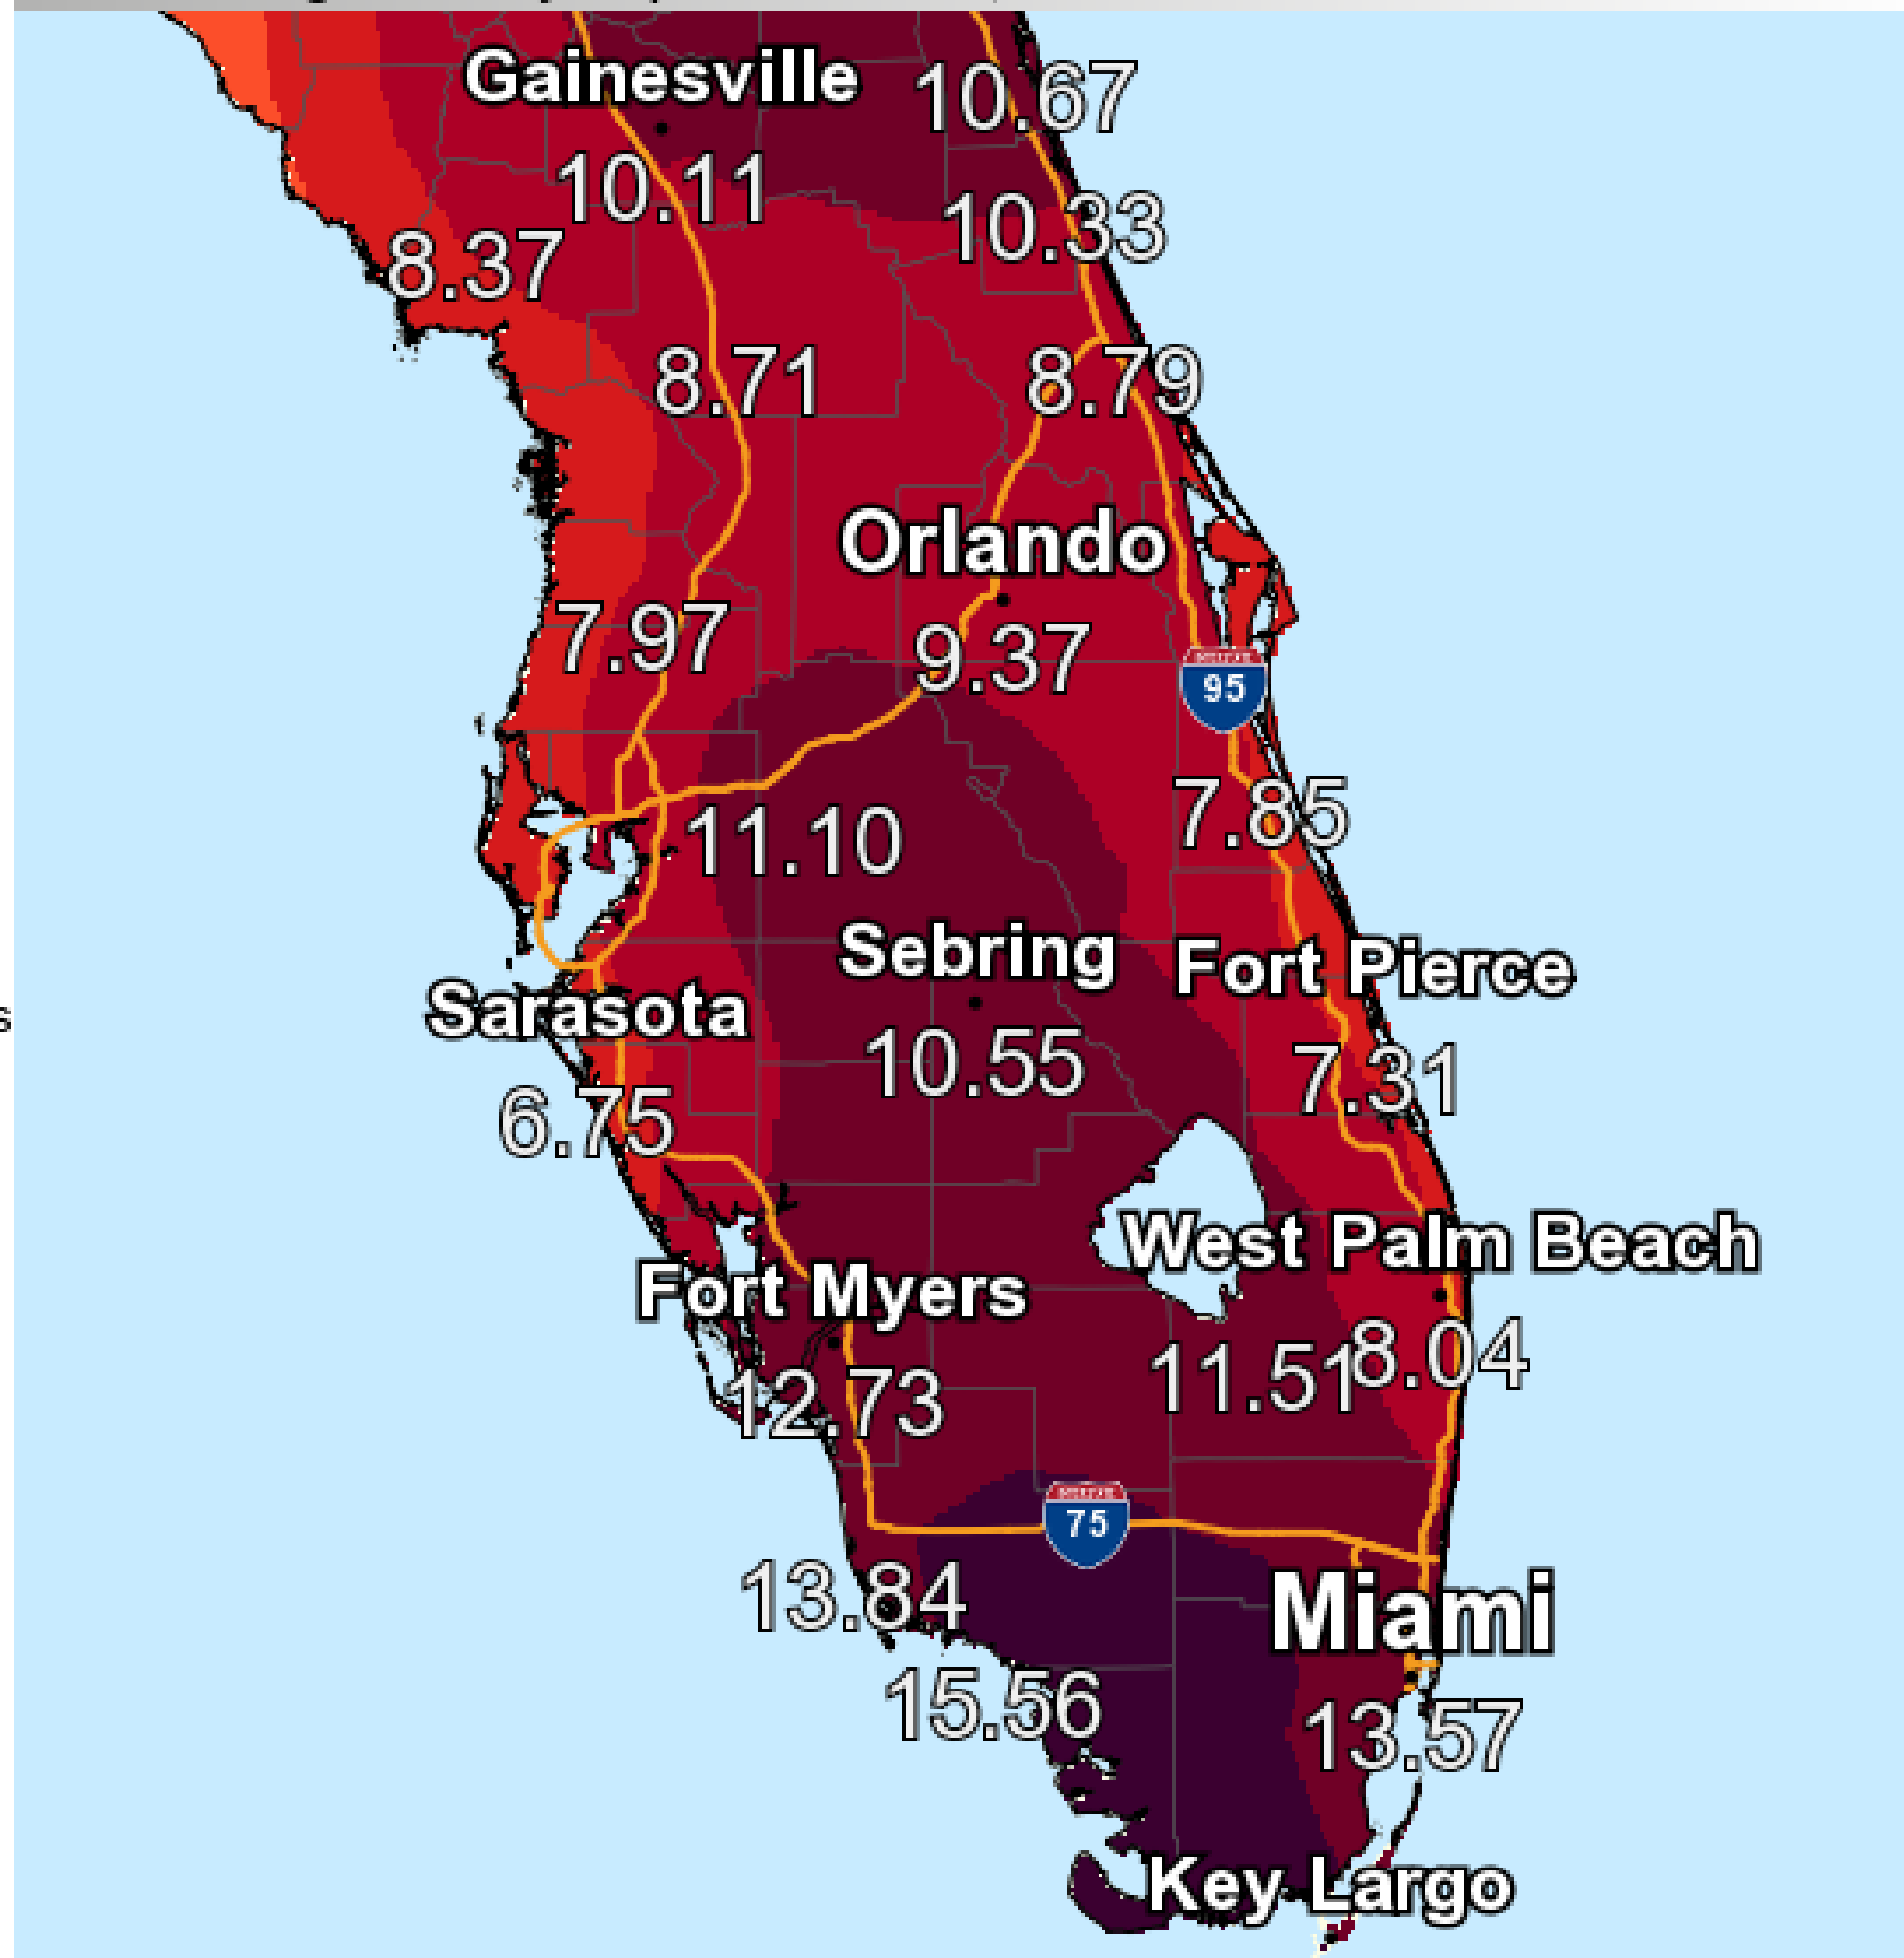 Gainesville
10.67
10.11
10.33
8.37
8.71
8.79
Orlando
7.97
9.37
95
7.85
11.10
Sebring
Fort Pierce
Sarasota
s
10.55
7.31
6.75
West Palm Beach
Fort Myers
11.51
8.04
12.73
75
13.84
Miami
15.56
13.57
Key Largo